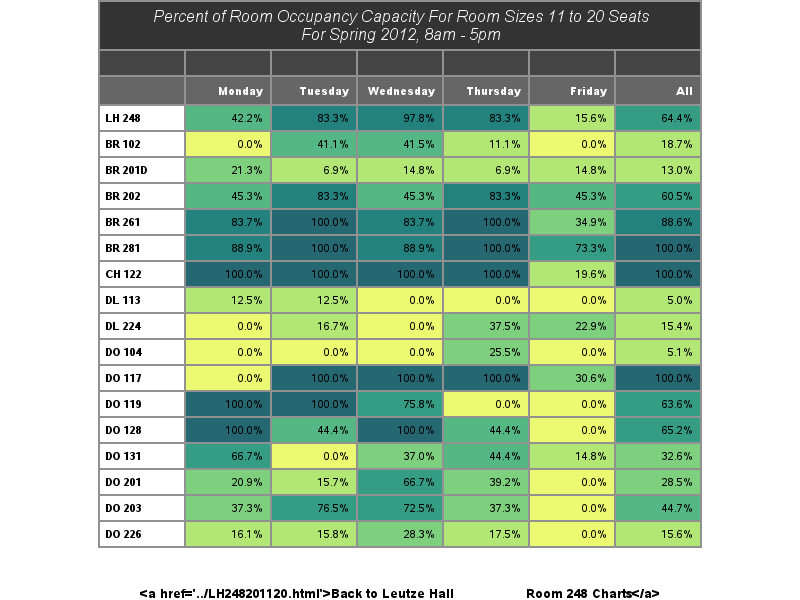 Percent of Room Occupancy Capacity For Room Sizes 11 to 20 Seats
For Spring 2012, 8am - 5pm
Monday Tuesday Wednesday Thursday Friday All
LH 248 42.2% 83.3% 97.8% 83.3% 15.6% 64.4%
BR 102 0.0% 41.1% 41.5% 11.1% 0.0% 18.7%
BR 201D 21.3% 6.9% 14.8% 6.9% 14.8% 13.0%
BR 202 45.3% 83.3% 45.3% 83.3% 45.3% 60.5%
BR 261 83.7% 100.0% 83.7% 100.0% 34.9% 88.6%
BR 281 88.9% 100.0% 88.9% 100.0% 73.3% 100.0%
CH 122 100.0% 100.0% 100.0% 100.0% 19.6% 100.0%
DL 113 12.5% 12.5% 0.0% 0.0% 0.0% 5.0%
DL 224 0.0% 16.7% 0.0% 37.5% 22.9% 15.4%
DO 104 0.0% 0.0% 0.0% 25.5% 0.0% 5.1%
DO 117 0.0% 100.0% 100.0% 100.0% 30.6% 100.0%
DO 119 100.0% 100.0% 75.8% 0.0% 0.0% 63.6%
DO 128 100.0% 44.4% 100.0% 44.4% 0.0% 65.2%
DO 131 66.7% 0.0% 37.0% 44.4% 14.8% 32.6%
DO 201 20.9% 15.7% 66.7% 39.2% 0.0% 28.5%
DO 203 37.3% 76.5% 72.5% 37.3% 0.0% 44.7%
DO 226 16.1% 15.8% 28.3% 17.5% 0.0% 15.6%
<a href='../LH248201120.html'>Back to Leutze Hall Room 248 Charts</a>